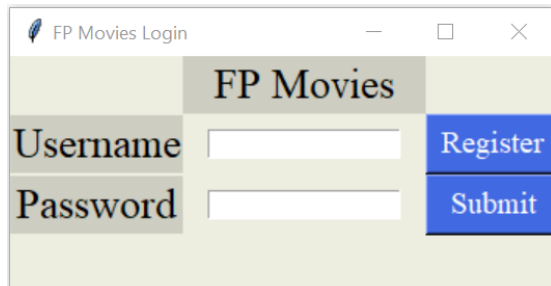 FP Movies Login
FP Movies
Username
Register
Password
Submit